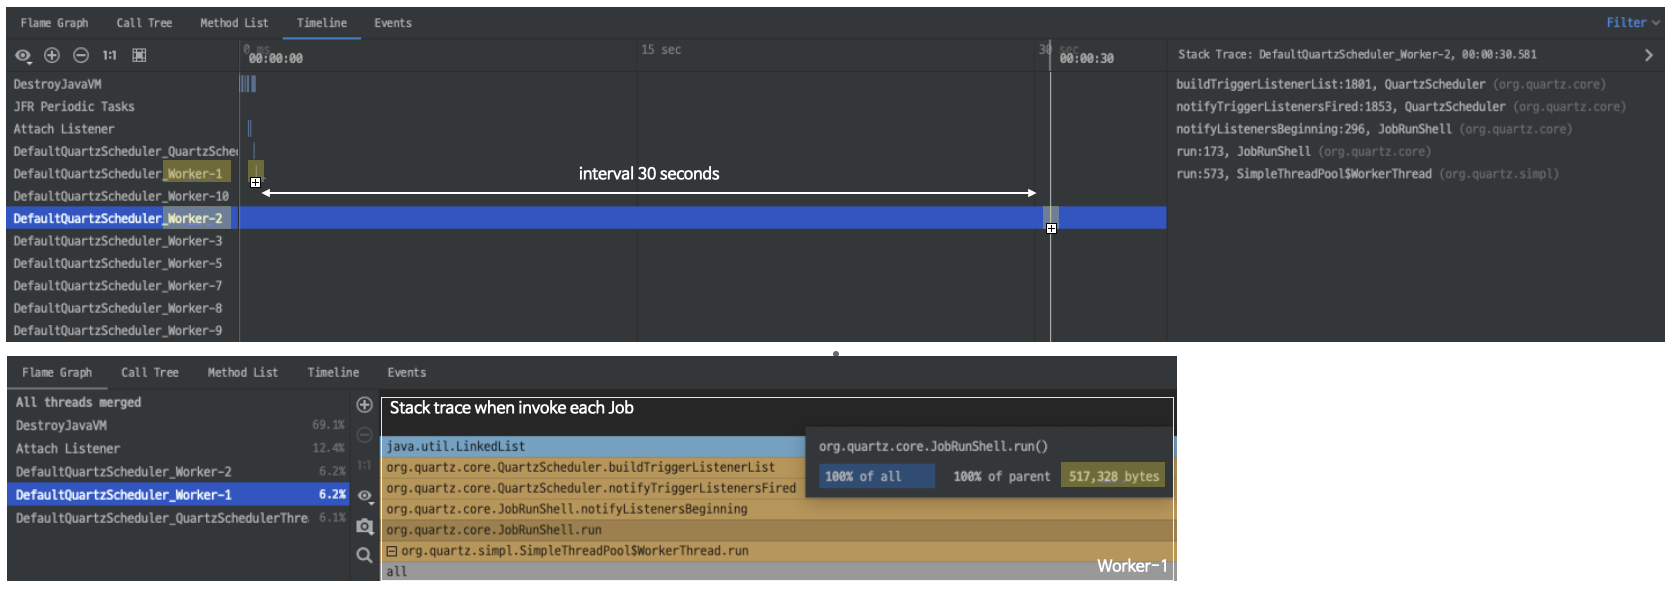 Flame Graph Call Tree Method List Timeline Events Filter
1:1 0 ms 00:00:00 15 sec 30 sec 00:00:30 Stack Trace: DefaultQuartzScheduler_Worker-2, 00:00:30.581
DestroyJavaVM buildTriggerListenerList:1801, QuartzScheduler (org.quartz.core)
JFR Periodic Tasks notifyTriggerListenersFired:1853, QuartzScheduler (org.quartz.core)
Attach Listener notifyListenersBeginning:296, JobRunShell (org.quartz.core)
DefaultQuartzScheduler_QuartzSche run:173, JobRunShell (org.quartz.core)
DefaultQuartzScheduler_Worker-1 interval 30 seconds run:573, SimpleThreadPool$WorkerThread (org.quartz.simpl)
DefaultQuartzScheduler_Worker-10
DefaultQuartzScheduler_Worker-2
DefaultQuartzScheduler_Worker-3
DefaultQuartzScheduler_Worker-5
DefaultQuartzScheduler_Worker-7
DefaultQuartzScheduler_Worker-8
DefaultQuartzScheduler_Worker-9
Flame Graph Call Tree Method List Timeline Events
All threads merged
DestroyJavaVM 69.1%
Attach Listener 12.4%
DefaultQuartzScheduler_Worker-2 6.2%
DefaultQuartzScheduler_Worker-1 6.2%
DefaultQuartzScheduler_QuartzSchedulerThre 6.1%
1:1
Stack trace when invoke each Job
java.util.LinkedList
org.quartz.core.QuartzScheduler.buildTriggerListenerList
org.quartz.core.QuartzScheduler.notifyTriggerListenersFired
org.quartz.core.JobRunShell.notifyListenersBeginning
org.quartz.core.JobRunShell.run
org.quartz.simpl.SimpleThreadPool$WorkerThread.run
all
org.quartz.core.JobRunShell.run()
100% of all 100% of parent 517,328 bytes
Worker-1